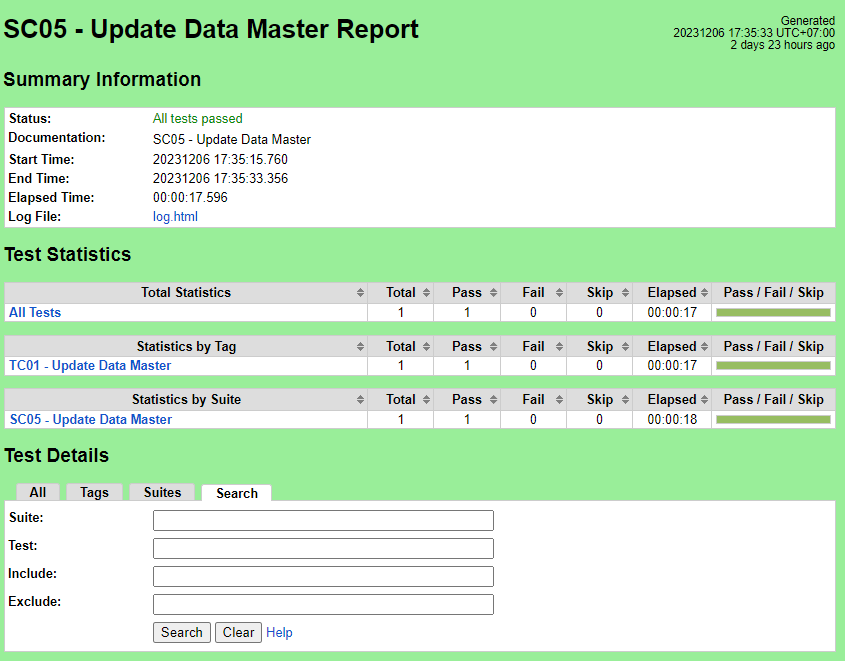 SC05 - Update Data Master Report
Generated
20231206 17:35:33 UTC+07:00
2 days 23 hours ago
Summary Information
Status: All tests passed
Documentation: SC05 - Update Data Master
Start Time: 20231206 17:35:15.760
End Time: 20231206 17:35:33.356
Elapsed Time: 00:00:17.596
Log File: log.html
Test Statistics
Total Statistics Total Pass Fail Skip Elapsed Pass / Fail / Skip
All Tests 1 1 0 0 00:00:17
Statistics by Tag Total Pass Fail Skip Elapsed Pass / Fail / Skip
TC01 - Update Data Master 1 1 0 0 00:00:17
Statistics by Suite Total Pass Fail Skip Elapsed Pass / Fail / Skip
SC05 - Update Data Master 1 1 0 0 00:00:18
Test Details
All Tags Suites Search
Suite:
Test:
Include:
Exclude:
Search Clear Help